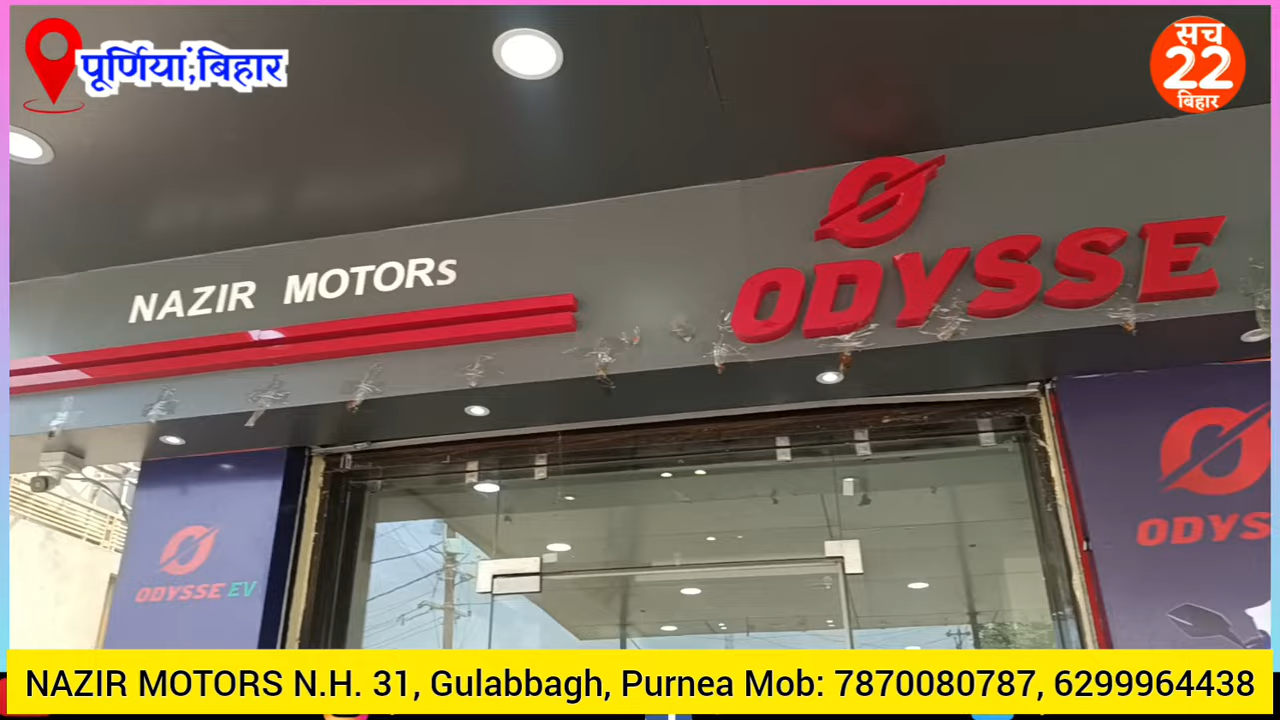 पूर्णियां;बिहार
सच
22
बिहार
NAZIR MOTORS
ODYSSE
ODYSSE EV
ODYS
NAZIR MOTORS N.H. 31, Gulabbagh, Purnea Mob: 7870080787, 6299964438